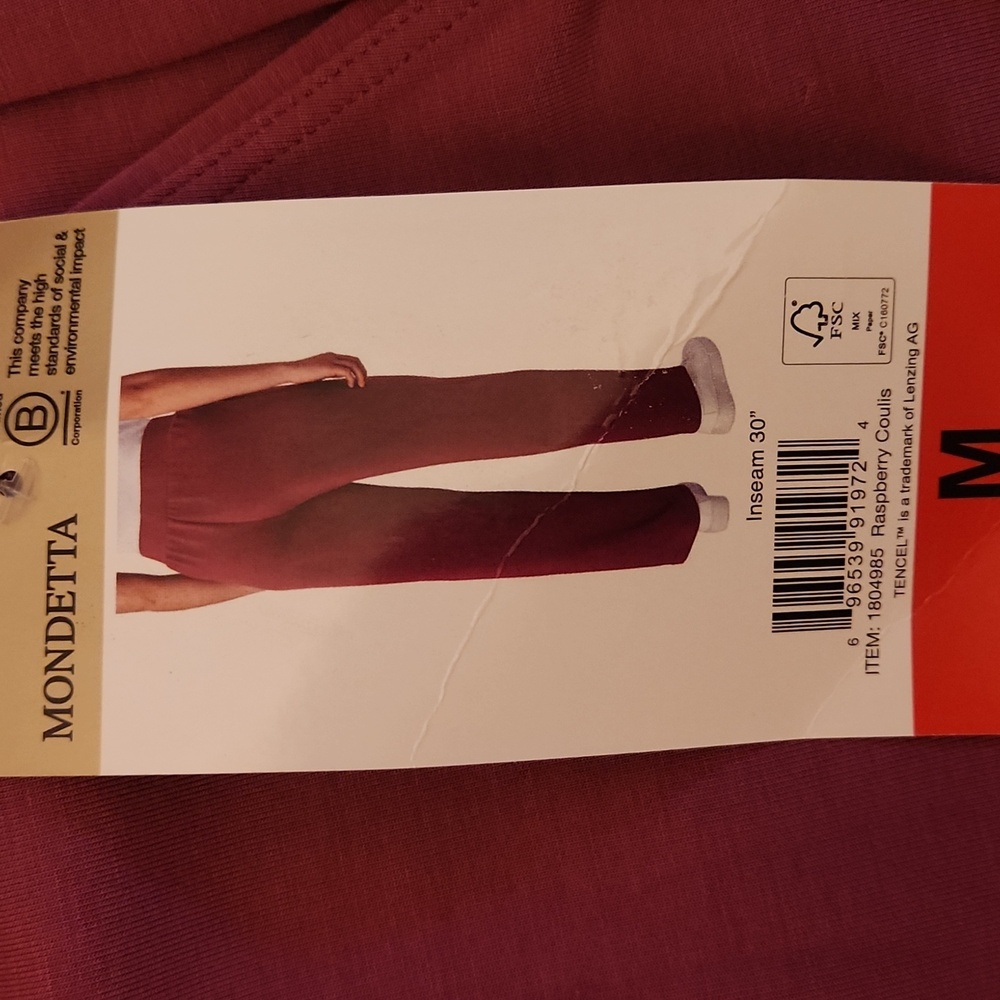 This company
meets the high
standards of social &
environmental impact
B
Corporation
MONDETTA
FSC
MIX
Paper
FSC® C160772
Inseam 30”
6 96539 91972 4
ITEM: 1804985 Raspberry Coulis
TENCEL™ is a trademark of Lenzing AG
M